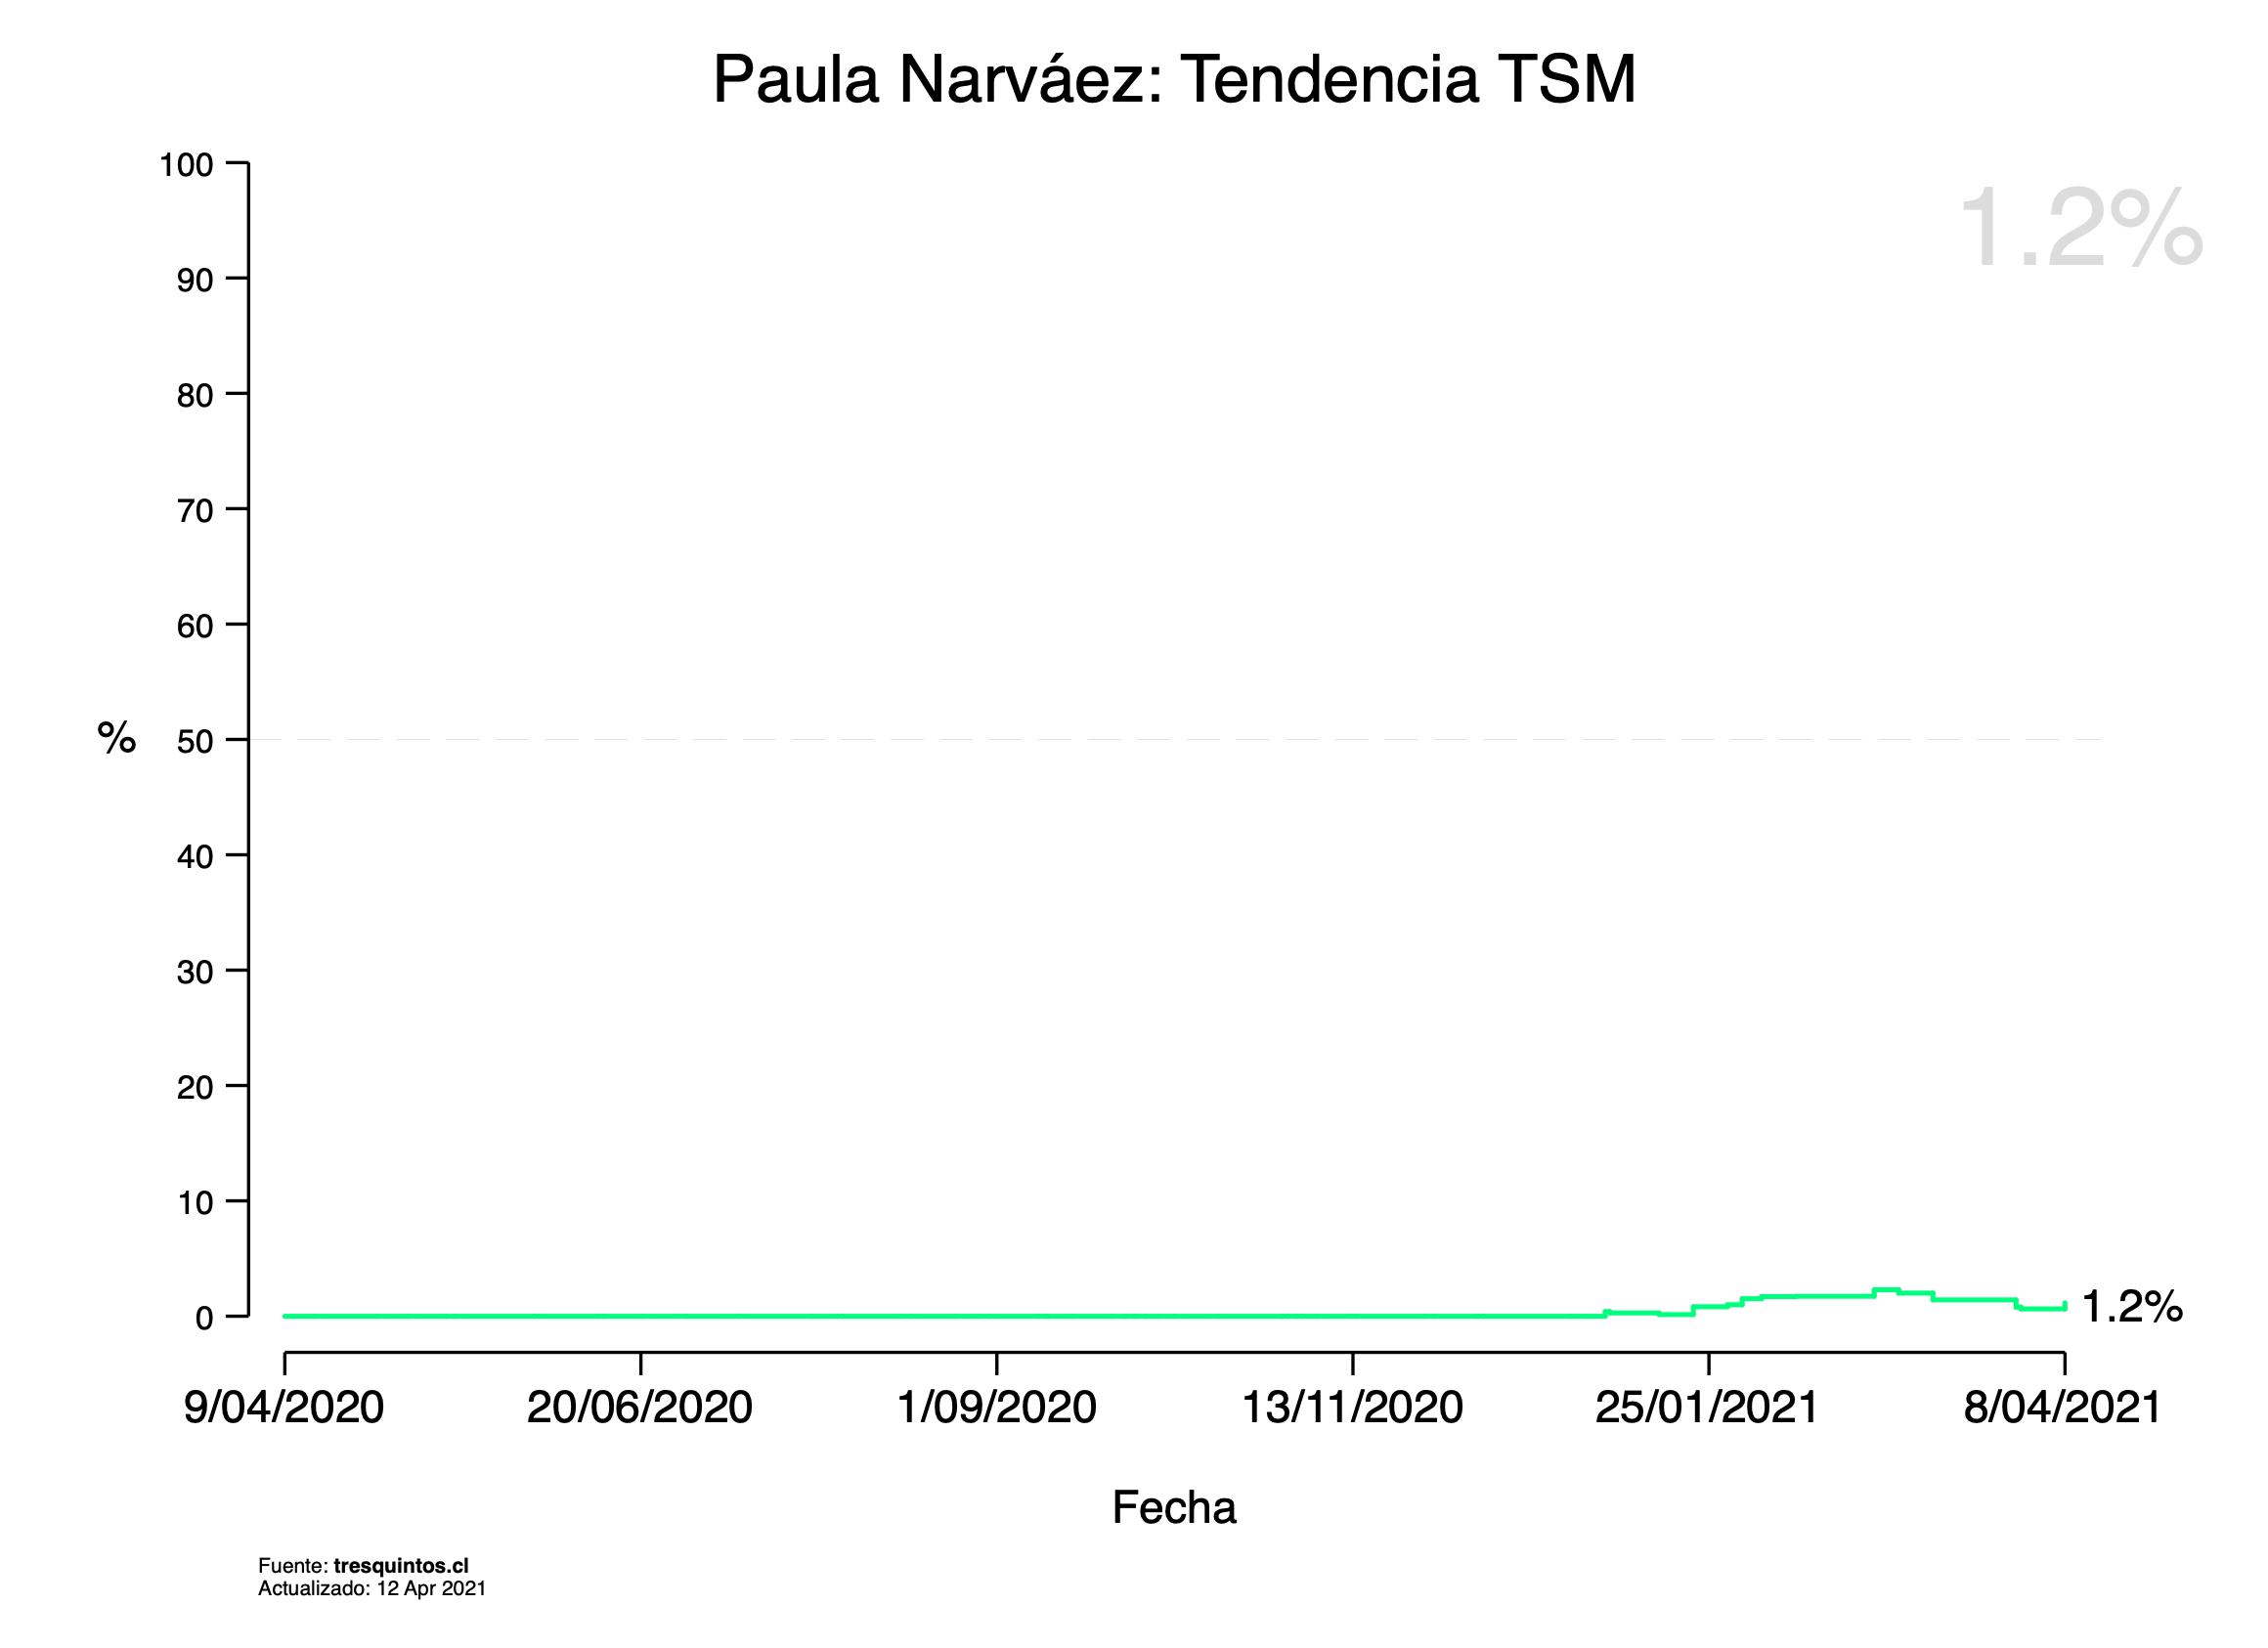 Paula Narváez: Tendencia TSM
1.2%
100
90
80
70
60
% 50
40
30
20
10
0
1.2%
9/04/2020 20/06/2020 1/09/2020 13/11/2020 25/01/2021 8/04/2021
Fecha
Fuente: tresquintos.cl
Actualizado: 12 Apr 2021